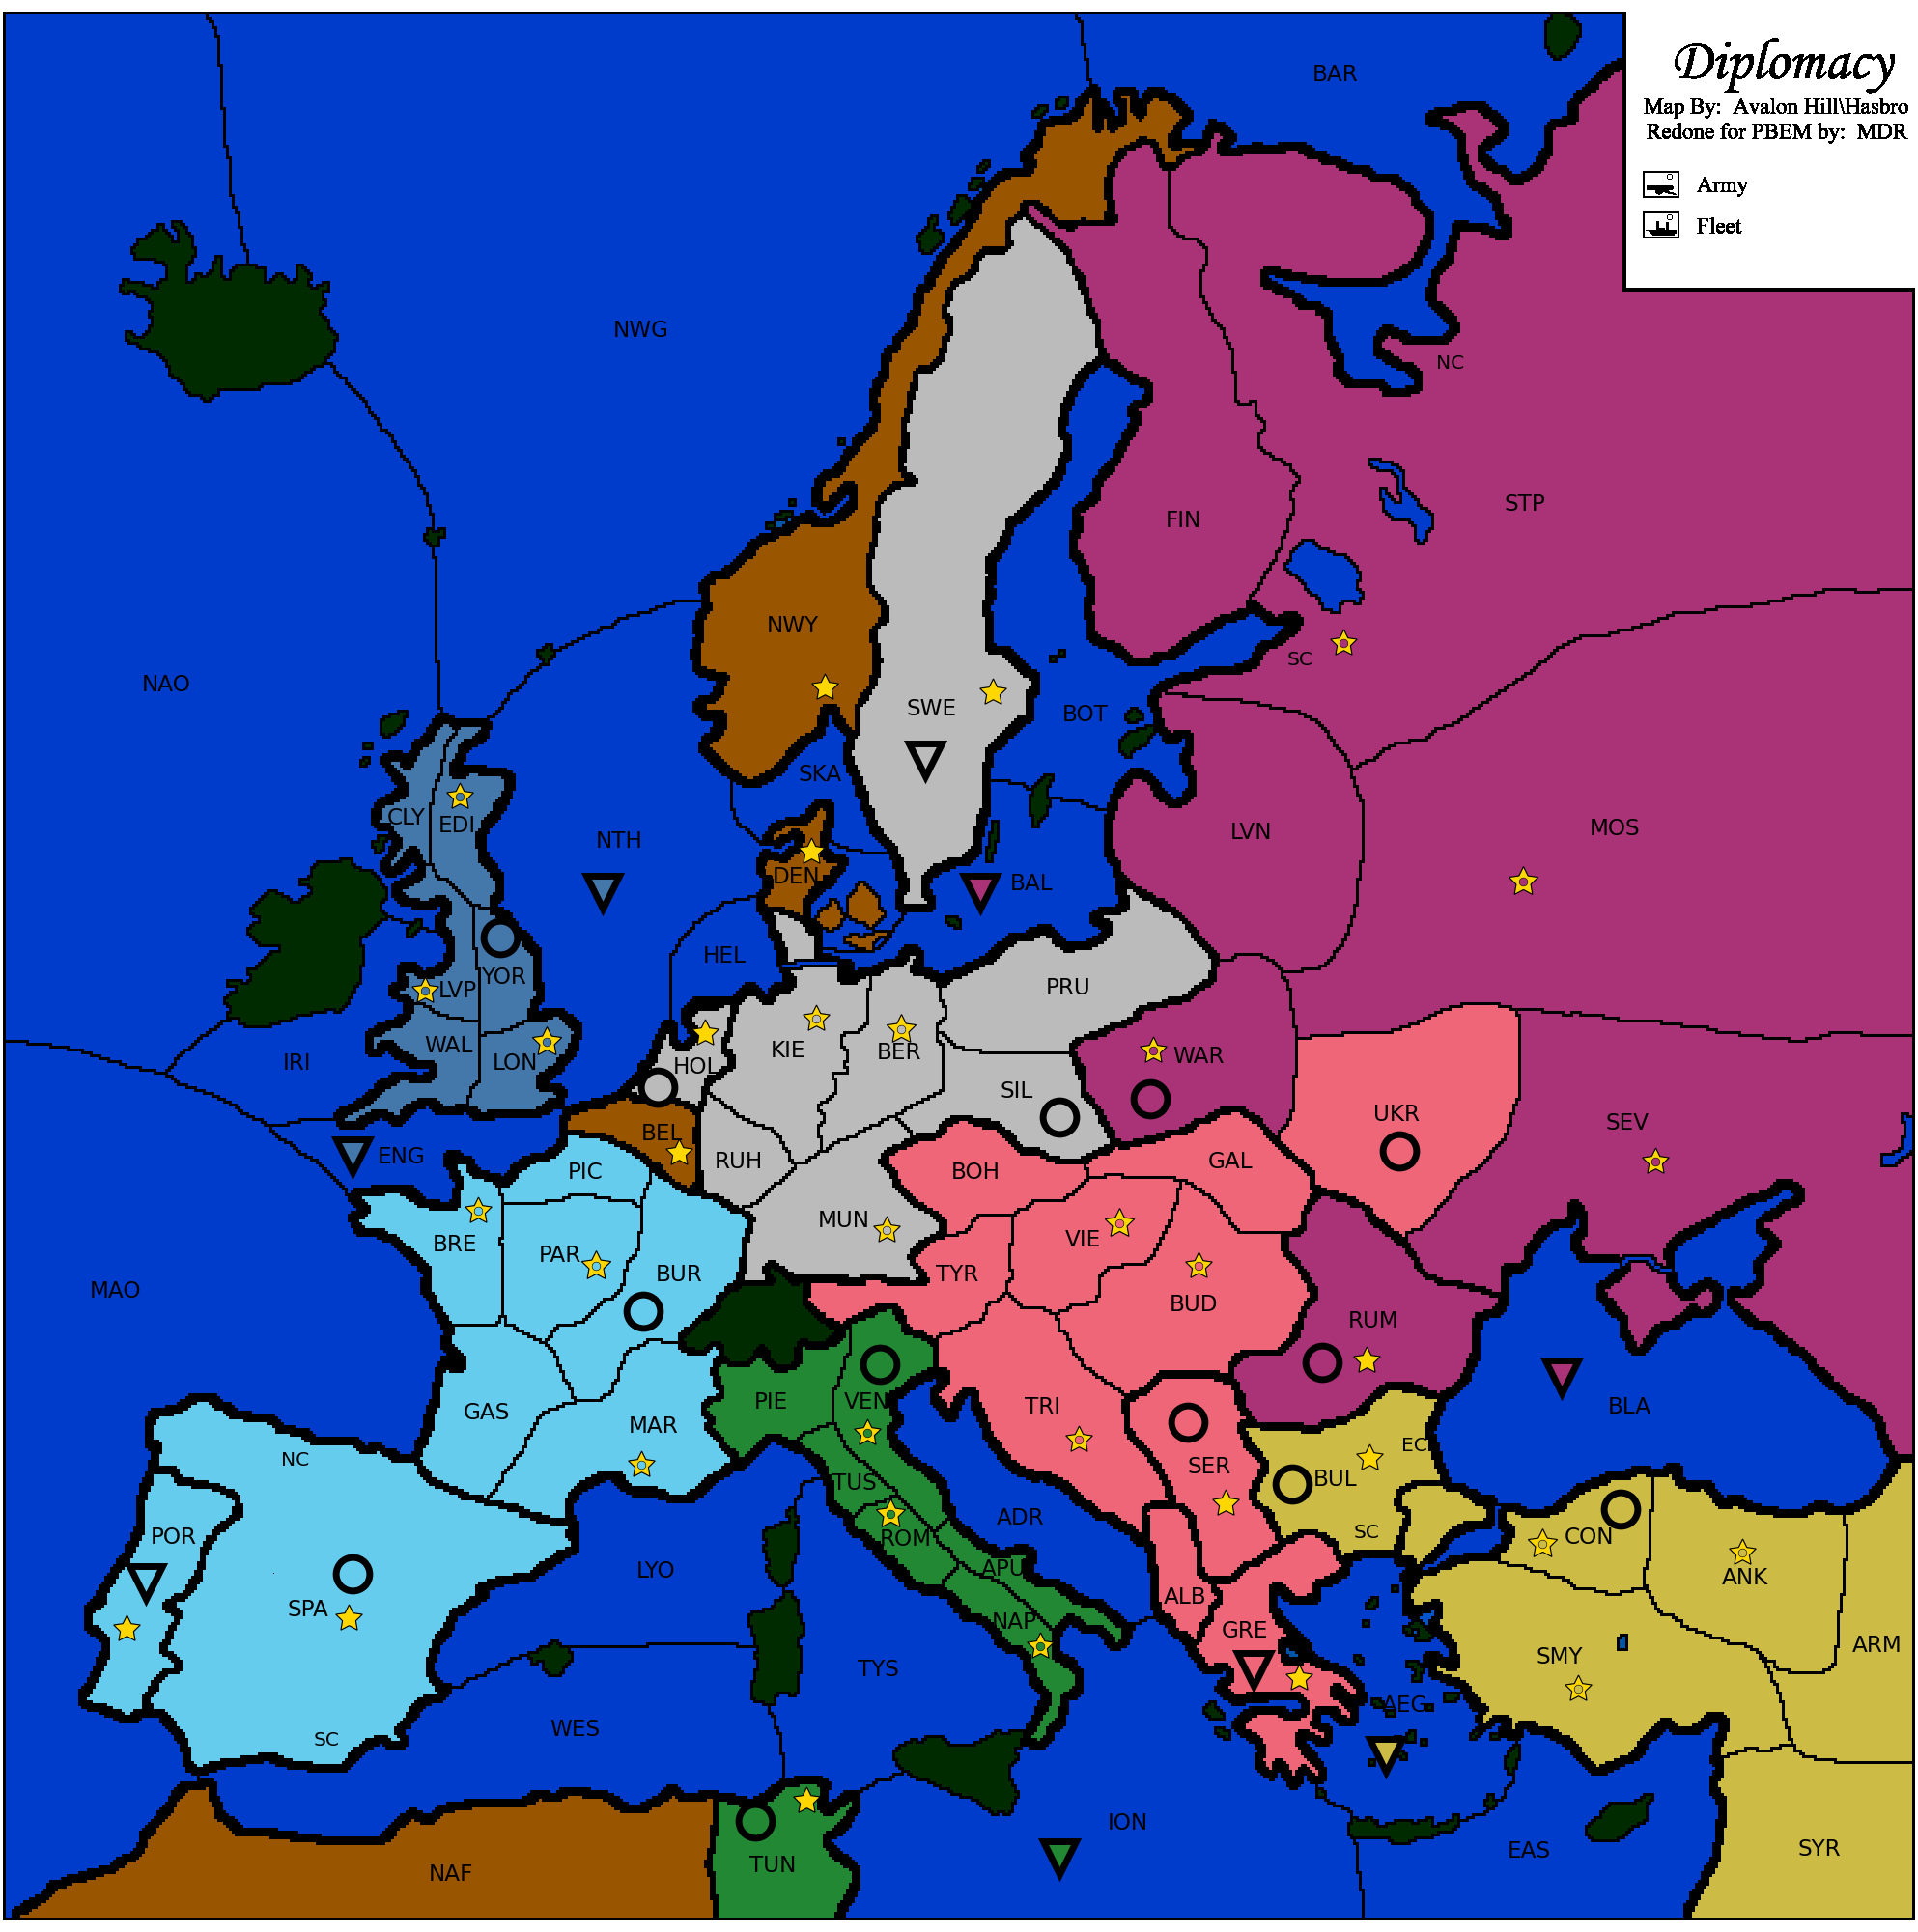 Diplomacy
Map By: Avalon Hill\Hasbro
Redone for PBEM by: MDR
Army
Fleet
BAR
NWG
NC
STP
FIN
NWY
SC
NAO
SWE
BOT
SKA
CLY
EDI
NTH
LVN
MOS
DEN
BAL
HEL
YOR
LVP
PRU
IRI
WAL
LON
KIE
BER
HOL
WAR
SIL
UKR
SEV
BEL
ENG
PIC
RUH
BOH
GAL
MUN
BRE
PAR
VIE
BUR
TYR
MAO
BUD
RUM
PIE
VEN
TRI
BLA
GAS
MAR
NC
EC
SER
BUL
TUS
ADR
SC
CON
POR
ROM
LYO
APU
ANK
SPA
ALB
NAP
GRE
ARM
TYS
SMY
AEG
WES
SC
ION
EAS
SYR
TUN
NAF